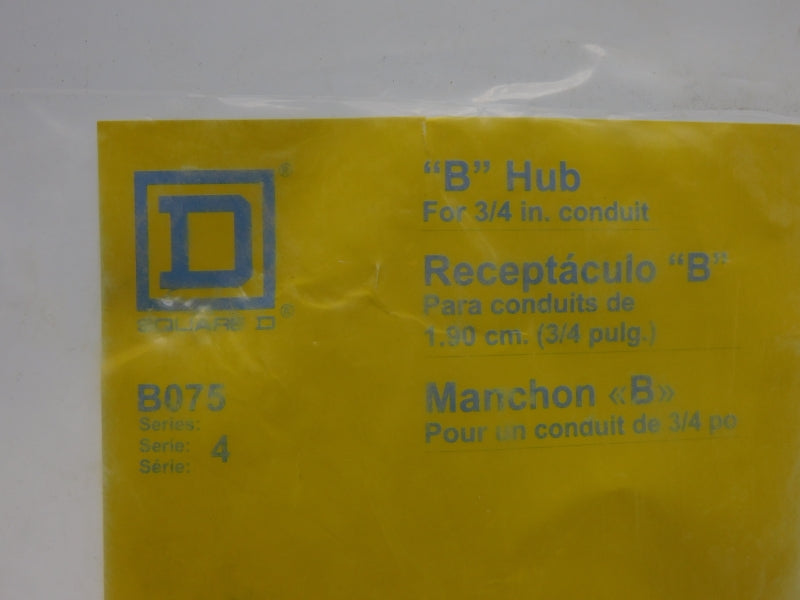 D
®
SQUARE D ®
B075
Series:
Serie: 4
Série:
"B" Hub
For 3/4 in. conduit
Receptáculo "B"
Para conduits de
1.90 cm. (3/4 pulg.)
Manchon «B»
Pour un conduit de 3/4 po